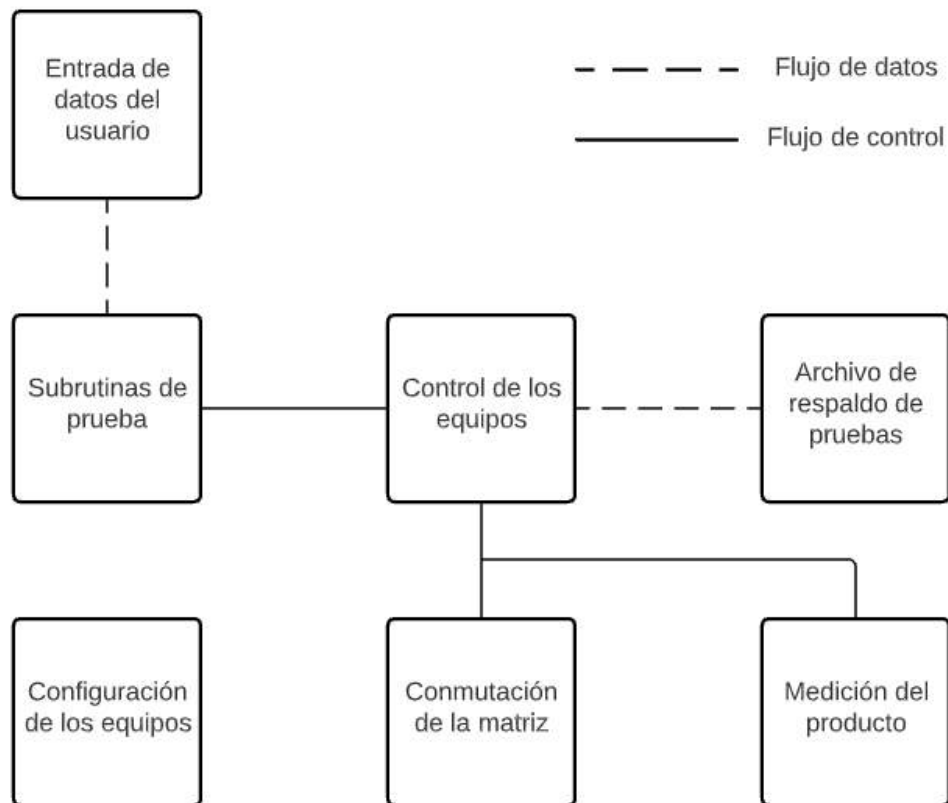 Entrada de
datos del
usuario
Flujo de datos
Flujo de control
Subrutinas de
prueba
Control de los
equipos
Archivo de
respaldo de
pruebas
Configuración
de los equipos
Conmutación
de la matriz
Medición del
producto